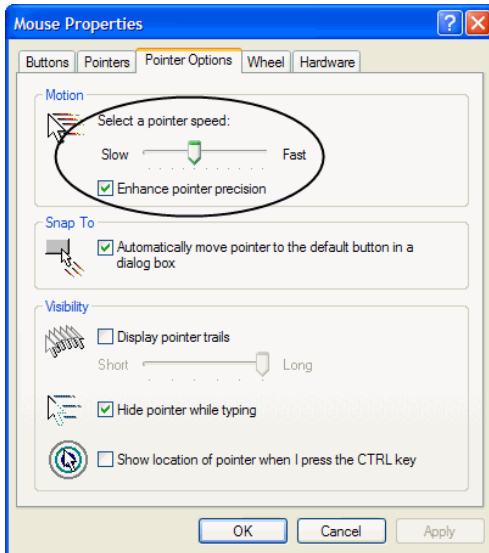 Mouse Properties
Buttons Pointers Pointer Options Wheel Hardware
Motion
Select a pointer speed:
Slow Fast
Enhance pointer precision
Snap To
Automatically move pointer to the default button in a
dialog box
Visibility
Display pointer trails
Short Long
Hide pointer while typing
Show location of pointer when I press the CTRL key
OK Cancel Apply